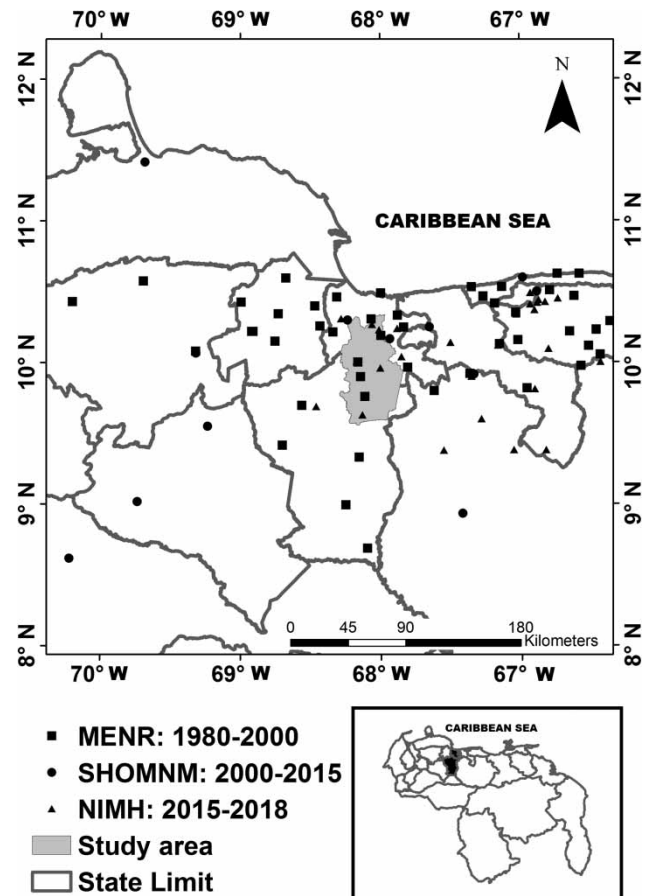 70° W 69° W 68° W 67° W
12° N 12° N
N
CARIBBEAN SEA
11° N 11° N
10° N 10° N
9° N 9° N
8° N 8° N
0 45 90 180
Kilometers
70° W 69° W 68° W 67° W
MENR: 1980-2000
SHOMNM: 2000-2015
NIMH: 2015-2018
Study area
State Limit
CARIBBEAN SEA